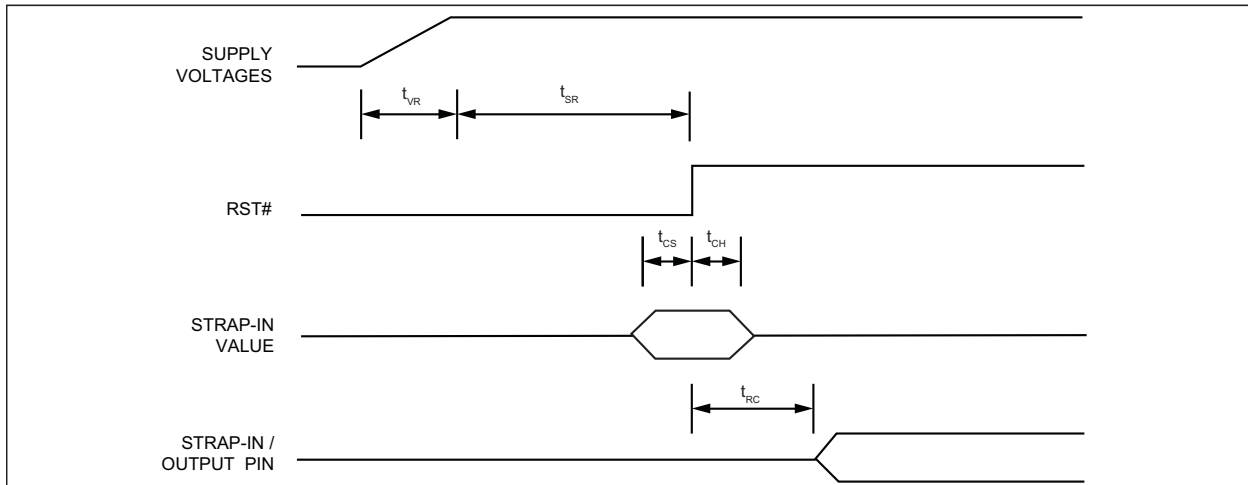 SUPPLY
VOLTAGES
tVR
tSR
RST#
tCS
tCH
STRAP-IN
VALUE
tRC
STRAP-IN /
OUTPUT PIN